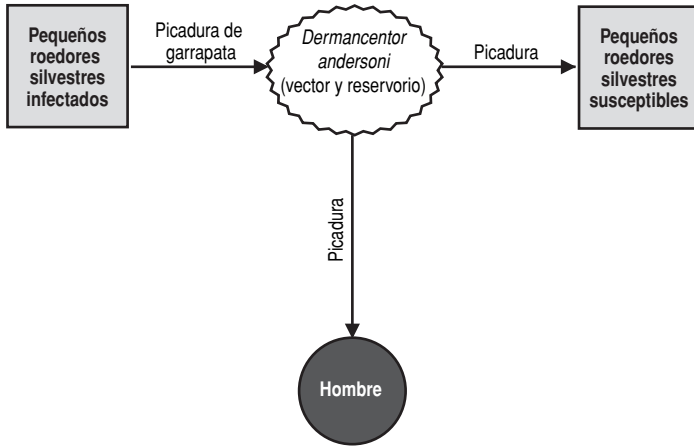 Pequeños
roedores
silvestres
infectados
Picadura de
garrapata
Dermancentor
andersoni
(vector y reservorio)
Picadura
Pequeños
roedores
silvestres
susceptibles
Picadura
Hombre